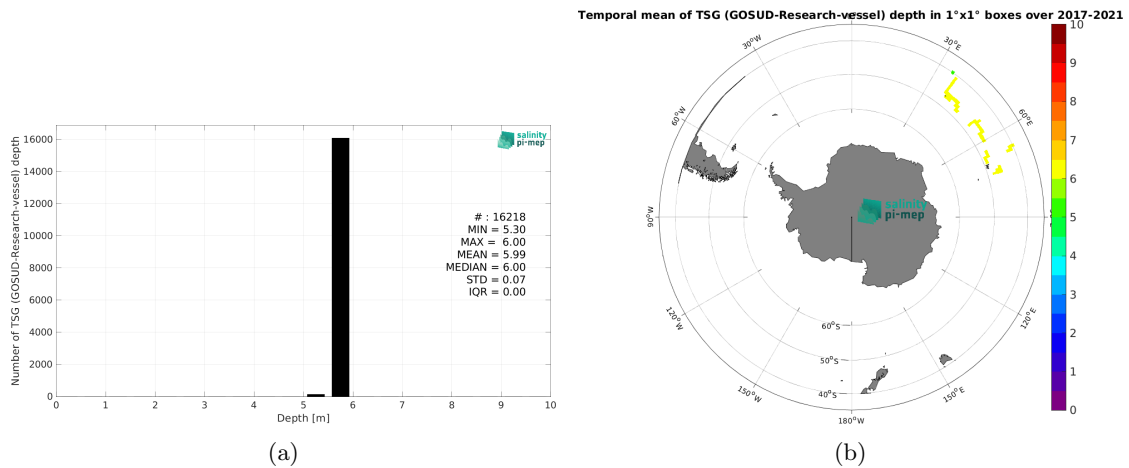 Temporal mean of TSG (GOSUD-Research-vessel) depth in 1°x1° boxes over 2017-2021
Number of TSG (GOSUD-Research-vessel) depth
16000
14000
12000
10000
8000
6000
4000
2000
0
salinity
pi-mep
# : 16218
MIN = 5.30
MAX = 6.00
MEAN = 5.99
MEDIAN = 6.00
STD = 0.07
IQR = 0.00
0 1 2 3 4 5 6 7 8 9 10
Depth [m]
(a)
30°W
30°E
60°W
60°E
90°W
salinity
pi-mep
120°W
120°E
60°S
50°S
40°S
150°W
150°E
180°W
10
9
8
7
6
5
4
3
2
1
0
(b)